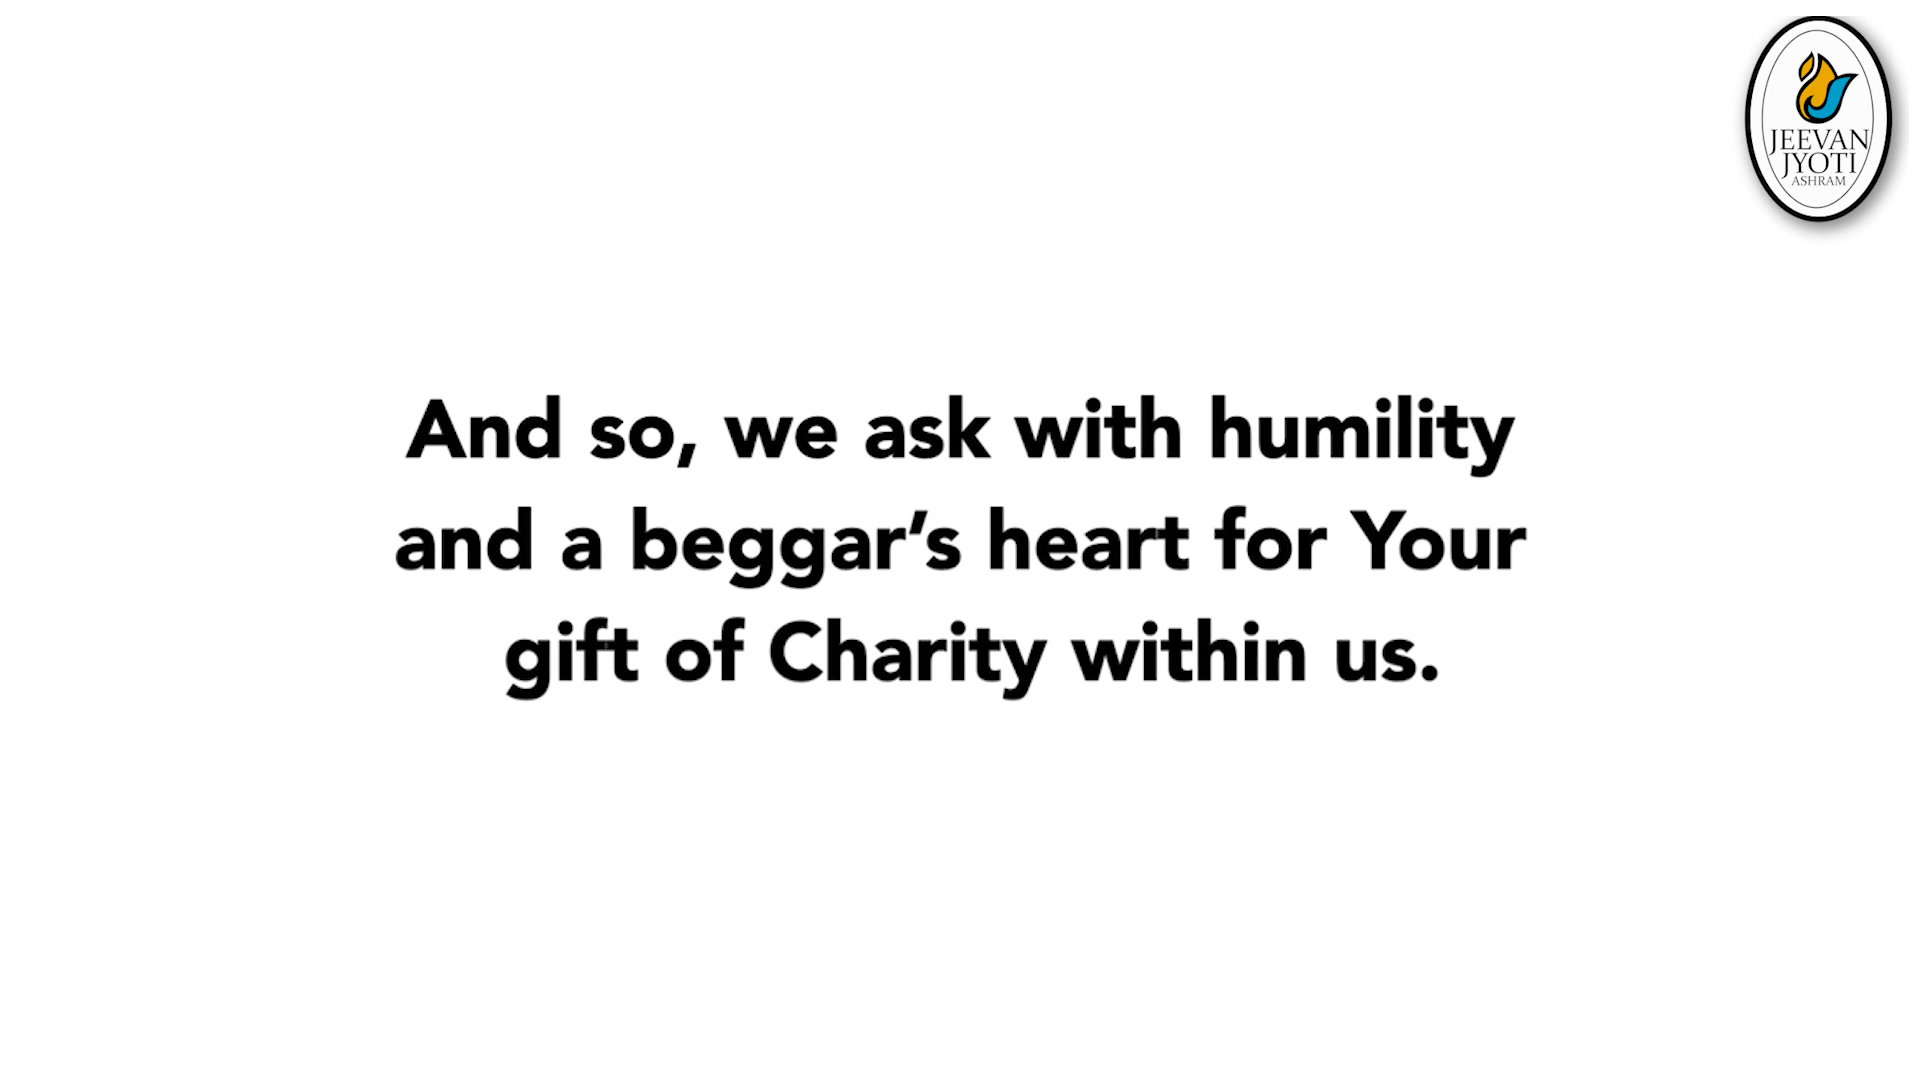 JEEVAN
JYOTI
ASHRAM
And so, we ask with humility
and a beggar’s heart for Your
gift of Charity within us.